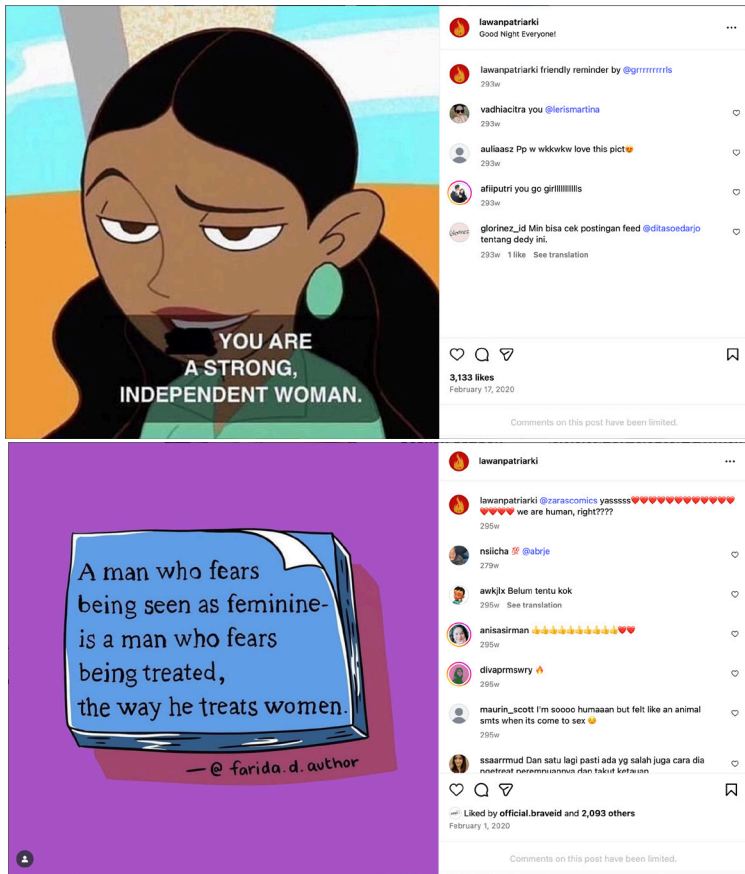 lawanpatriarki
Good Night Everyone!
lawanpatriarki friendly reminder by @grrrrrrrrrls
293w
vadhiacitra you @lerismartina
293w
auliaasz Pp w wkkwkw love this pict😍
293w
afiiputri you go girlllllllllls
293w
glorinez_id Min bisa cek postingan feed @ditasoedarjo
tentang dedy ini.
293w 1 like See translation
YOU ARE
A STRONG,
INDEPENDENT WOMAN.
3,133 likes
February 17, 2020
Comments on this post have been limited.
lawanpatriarki
lawanpatriarki @zarascomics yasssss❤️❤️❤️❤️❤️❤️❤️❤️❤️❤️❤️❤️
❤️❤️❤️❤️ we are human, right????
295w
nsiicha 💯 @abrje
279w
awkjlx Belum tentu kok
295w See translation
anisasirman 👍👍👍👍👍👍👍👍👍👍❤️❤️
295w
divaprmswry 🔥
295w
maurin_scott I'm soooo humaaan but felt like an animal
smts when its come to sex 😔
295w
ssaarrmud Dan satu lagi pasti ada yg salah juga cara dia
ngetreat perempuannya dan takut ketauan
A man who fears
being seen as feminine-
is a man who fears
being treated,
the way he treats women.
— @ farida.d.author
Liked by official.braveid and 2,093 others
February 1, 2020
Comments on this post have been limited.